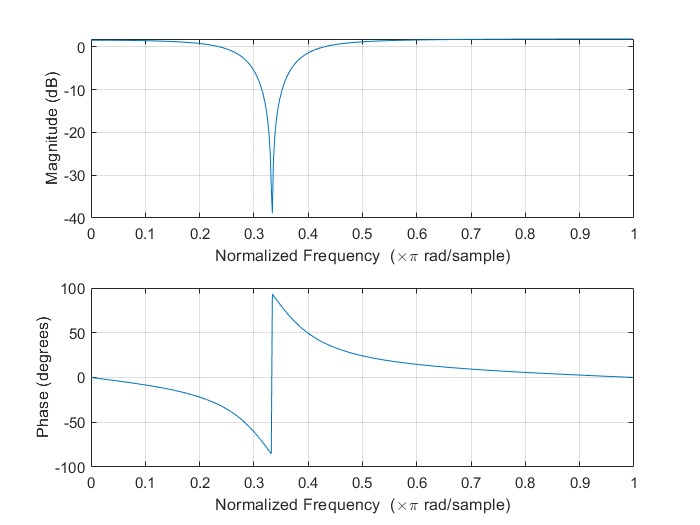 0
-10
-20
-30
-40
Magnitude (dB)
0 0.1 0.2 0.3 0.4 0.5 0.6 0.7 0.8 0.9 1
Normalized Frequency (×π rad/sample)
100
50
0
-50
-100
Phase (degrees)
0 0.1 0.2 0.3 0.4 0.5 0.6 0.7 0.8 0.9 1
Normalized Frequency (×π rad/sample)